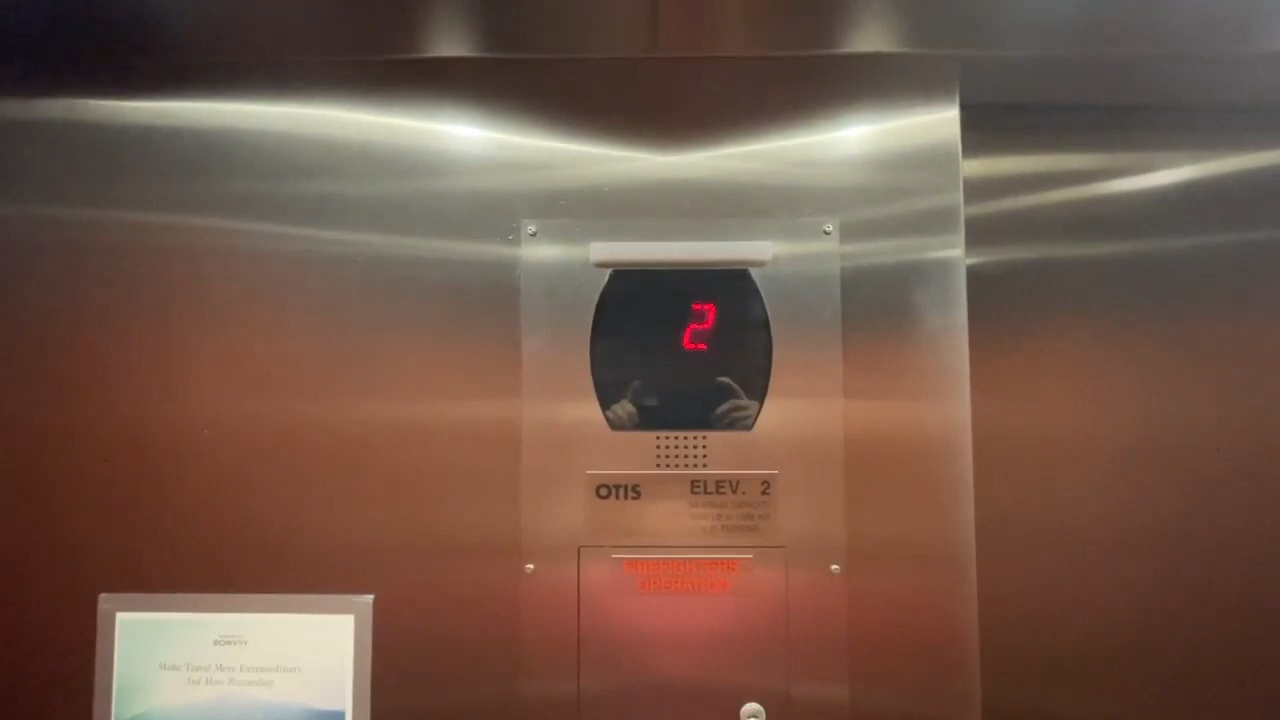 2
OTIS
ELEV. 2
FIREFIGHTERS'
OPERATION
BONVOY
Make Travel More Extraordinary
And More Rewarding